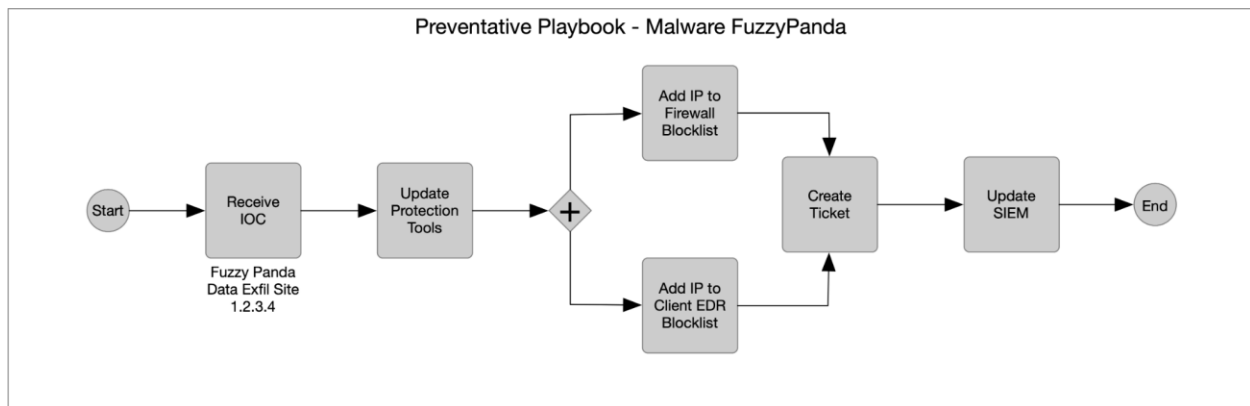 Preventative Playbook - Malware FuzzyPanda
Start
Receive
IOC
Fuzzy Panda
Data Exfil Site
1.2.3.4
Update
Protection
Tools
+
Add IP to
Firewall
Blocklist
Add IP to
Client EDR
Blocklist
Create
Ticket
Update
SIEM
End